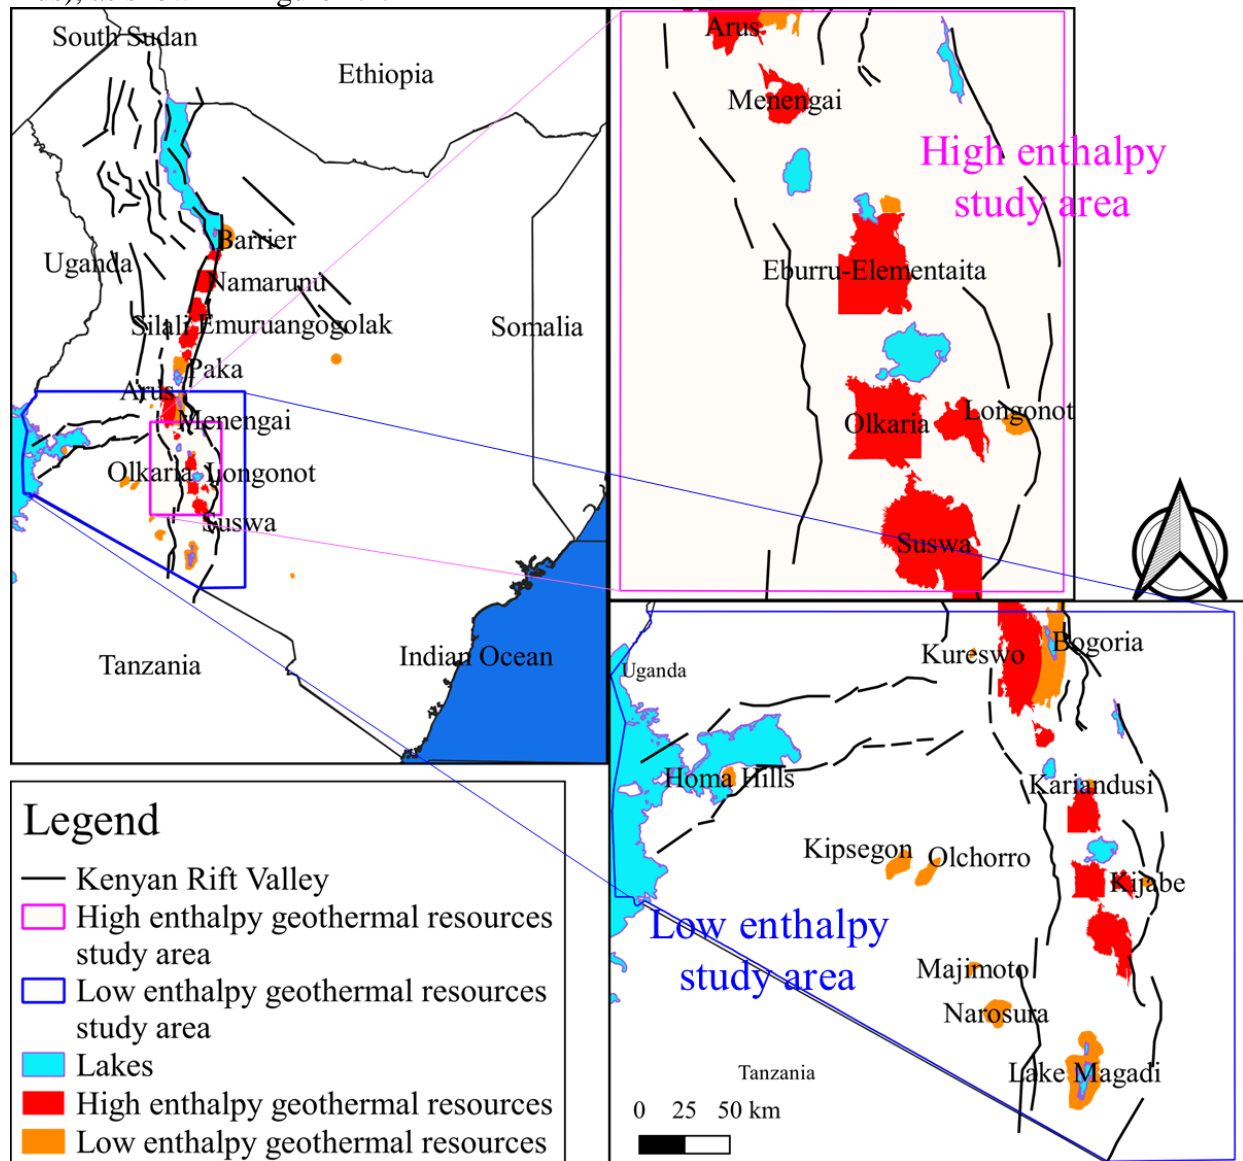 South Sudan
Ethiopia
Uganda
Barrier
Namarunu
Silali
Emuruangogolak
Somalia
Paka
Arus
Menengai
Olkaria
Longonot
Suswa
Tanzania
Indian Ocean
Arus
Menengai
High enthalpy
study area
Eburru-Elementaita
Olkaria
Longonot
Suswa
Uganda
Kureswo
Bogoria
Homa Hills
Kariandusi
Kipsegon
Olchorro
Kijabe
Low enthalpy
study area
Majimoto
Narosura
Lake Magadi
Tanzania
0 25 50 km
Legend
Kenyan Rift Valley
High enthalpy geothermal resources
study area
Low enthalpy geothermal resources
study area
Lakes
High enthalpy geothermal resources
Low enthalpy geothermal resources